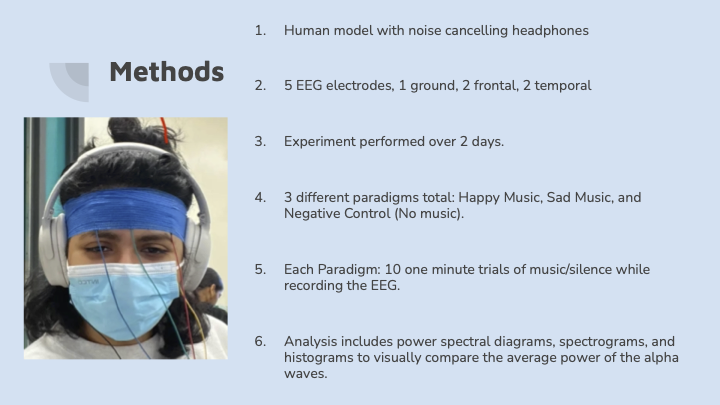 Methods
1. Human model with noise cancelling headphones
2. 5 EEG electrodes, 1 ground, 2 frontal, 2 temporal
3. Experiment performed over 2 days.
4. 3 different paradigms total: Happy Music, Sad Music, and
Negative Control (No music).
5. Each Paradigm: 10 one minute trials of music/silence while
recording the EEG.
6. Analysis includes power spectral diagrams, spectrograms, and
histograms to visually compare the average power of the alpha
waves.